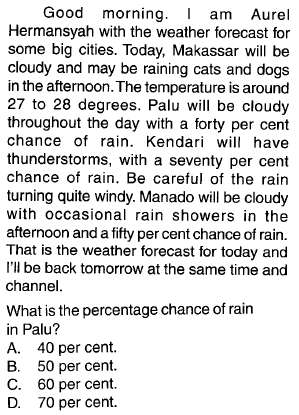 Good morning. I am Aurel
Hermansyah with the weather forecast for
some big cities. Today, Makassar will be
cloudy and may be raining cats and dogs
in the afternoon. The temperature is around
27 to 28 degrees. Palu will be cloudy
throughout the day with a forty per cent
chance of rain. Kendari will have
thunderstorms, with a seventy per cent
chance of rain. Be careful of the rain
turning quite windy. Manado will be cloudy
with occasional rain showers in the
afternoon and a fifty per cent chance of rain.
That is the weather forecast for today and
I'll be back tomorrow at the same time and
channel.
What is the percentage chance of rain
in Palu?
A. 40 per cent.
B. 50 per cent.
C. 60 per cent.
D. 70 per cent.